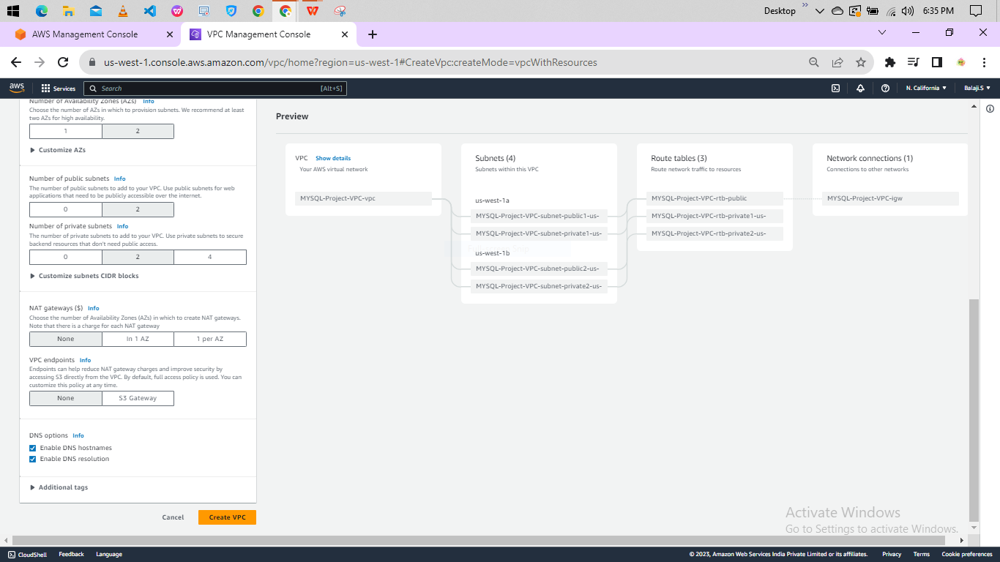 Desktop
6:35 PM
AWS Management Console
VPC Management Console
us-west-1.console.aws.amazon.com/vpc/home?region=us-west-1#CreateVpc:createMode=vpcWithResources
aws
Services
Search
[Alt+S]
N. California
Balaji.S
Number of Availability Zones (AZs) Info
Choose the number of AZs in which to provision subnets. We recommend at least
two AZs for high availability.
1
2
Customize AZs
Number of public subnets Info
The number of public subnets to add to your VPC. Use public subnets for web
applications that need to be publicly accessible over the internet.
0
2
Number of private subnets Info
The number of private subnets to add to your VPC. Use private subnets to secure
backend resources that don't need public access.
0
2
4
Customize subnets CIDR blocks
NAT gateways ($) Info
Choose the number of Availability Zones (AZs) in which to create NAT gateways.
Note that there is a charge for each NAT gateway
None
In 1 AZ
1 per AZ
VPC endpoints Info
Endpoints can help reduce NAT gateway charges and improve security by
accessing S3 directly from the VPC. By default, full access policy is used. You can
customize this policy at any time.
None
S3 Gateway
DNS options Info
Enable DNS hostnames
Enable DNS resolution
Additional tags
Cancel
Create VPC
Preview
VPC Show details
Your AWS virtual network
MYSQL-Project-VPC-vpc
Subnets (4)
Subnets within this VPC
us-west-1a
MYSQL-Project-VPC-subnet-public1-us-
MYSQL-Project-VPC-subnet-private1-us-
us-west-1b
MYSQL-Project-VPC-subnet-public2-us-
MYSQL-Project-VPC-subnet-private2-us-
Route tables (3)
Route network traffic to resources
MYSQL-Project-VPC-rtb-public
MYSQL-Project-VPC-rtb-private1-us-
MYSQL-Project-VPC-rtb-private2-us-
Network connections (1)
Connections to other networks
MYSQL-Project-VPC-igw
Activate Windows
Go to Settings to activate Windows.
CloudShell
Feedback
Language
© 2023, Amazon Web Services India Private Limited or its affiliates.
Privacy
Terms
Cookie preferences